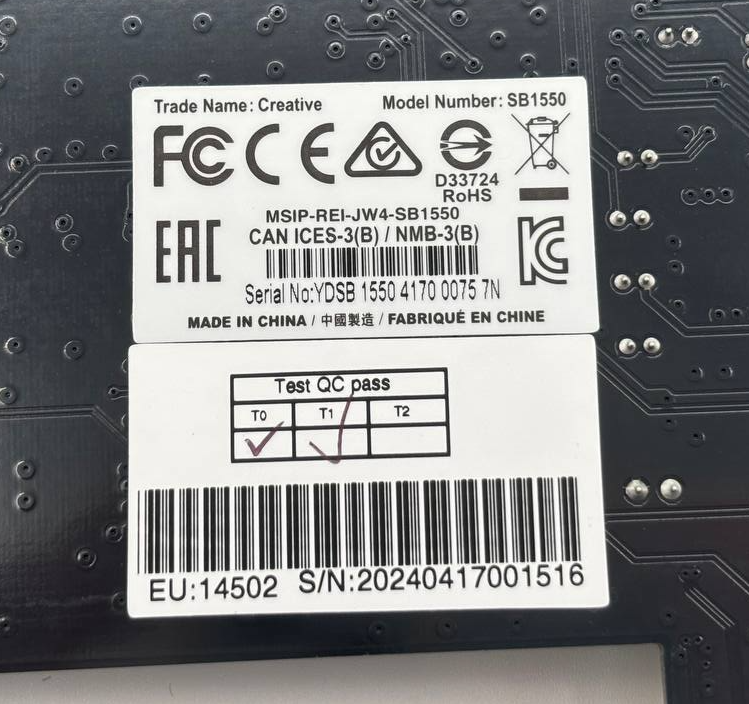 Trade Name: Creative Model Number: SB1550
FC CE
D33724
RoHS
EAC
MSIP-REI-JW4-SB1550
CAN ICES-3(B) / NMB-3(B)
KC
Serial No:YDSB 1550 4170 0075 7N
MADE IN CHINA / 中國製造 / FABRIQUÉ EN CHINE
Test QC pass
T0 T1 T2
EU:14502 S/N:20240417001516